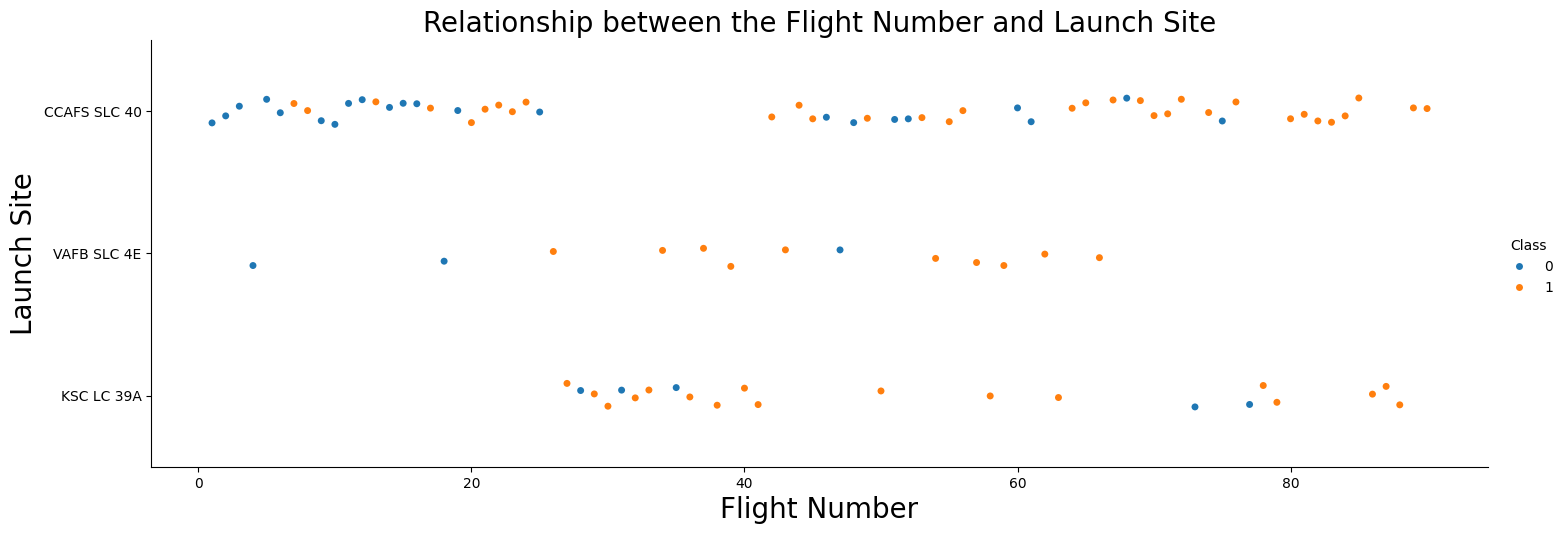 Relationship between the Flight Number and Launch Site
Launch Site
CCAFS SLC 40
VAFB SLC 4E
KSC LC 39A
0 20 40 60 80
Flight Number
Class
0
1